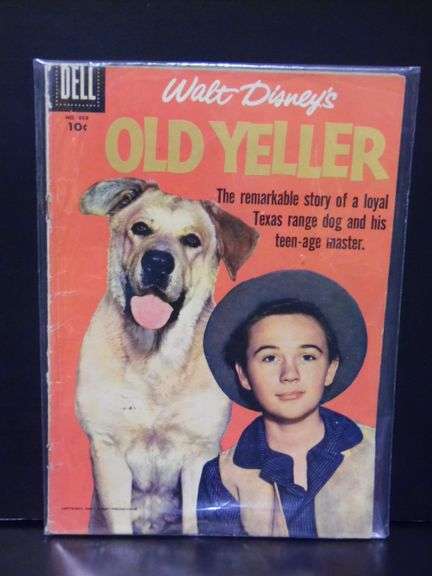 DELL
10¢
Walt Disney's
OLD YELLER
The remarkable story of a loyal
Texas range dog and his
teen-age master.